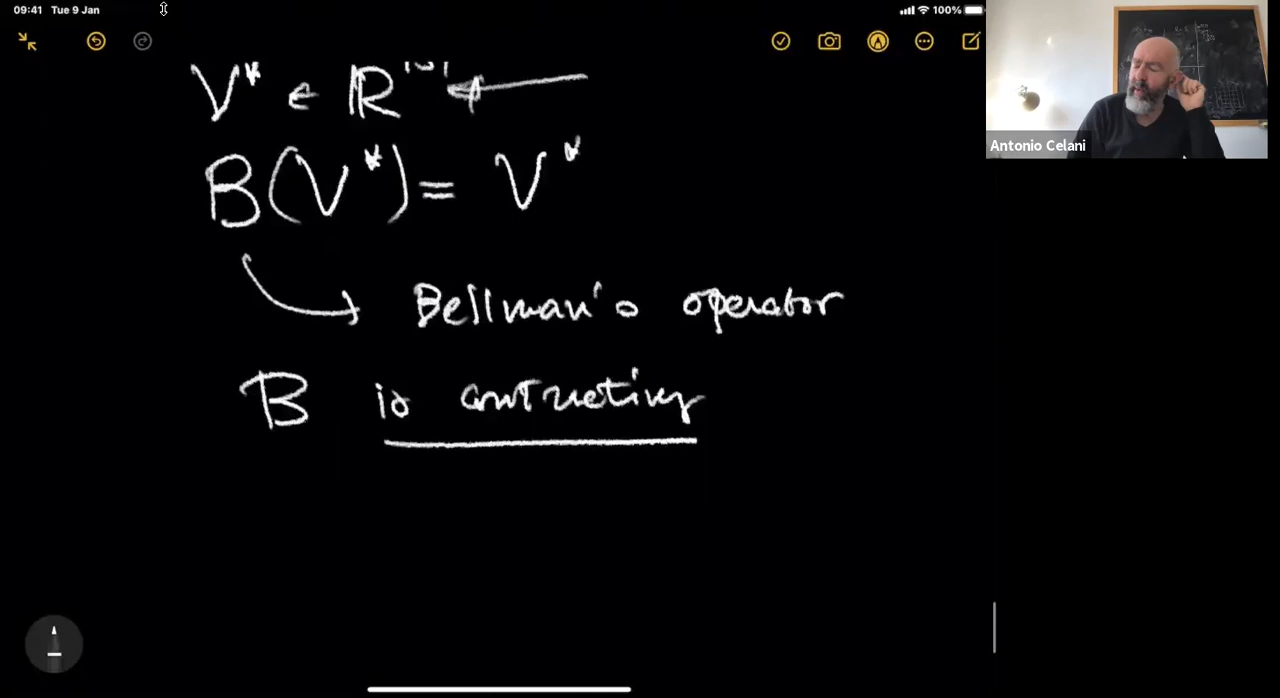 09:41 Tue 9 Jan 100%
V* ∈ ℝ^|S|
B(V*) = V*
Bellman's operator
B is contracting
Antonio Celani